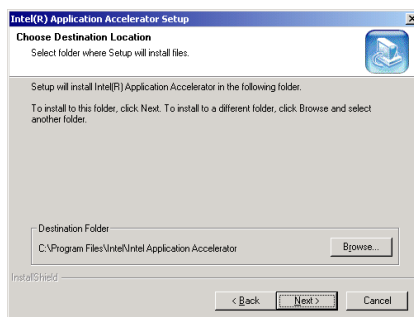 Intel(R) Application Accelerator Setup
Choose Destination Location
Select folder where Setup will install files.
Setup will install Intel(R) Application Accelerator in the following folder.
To install to this folder, click Next. To install to a different folder, click Browse and select
another folder.
Destination Folder
C:\Program Files\Intel\Intel Application Accelerator
Browse...
InstallShield
< Back
Next >
Cancel